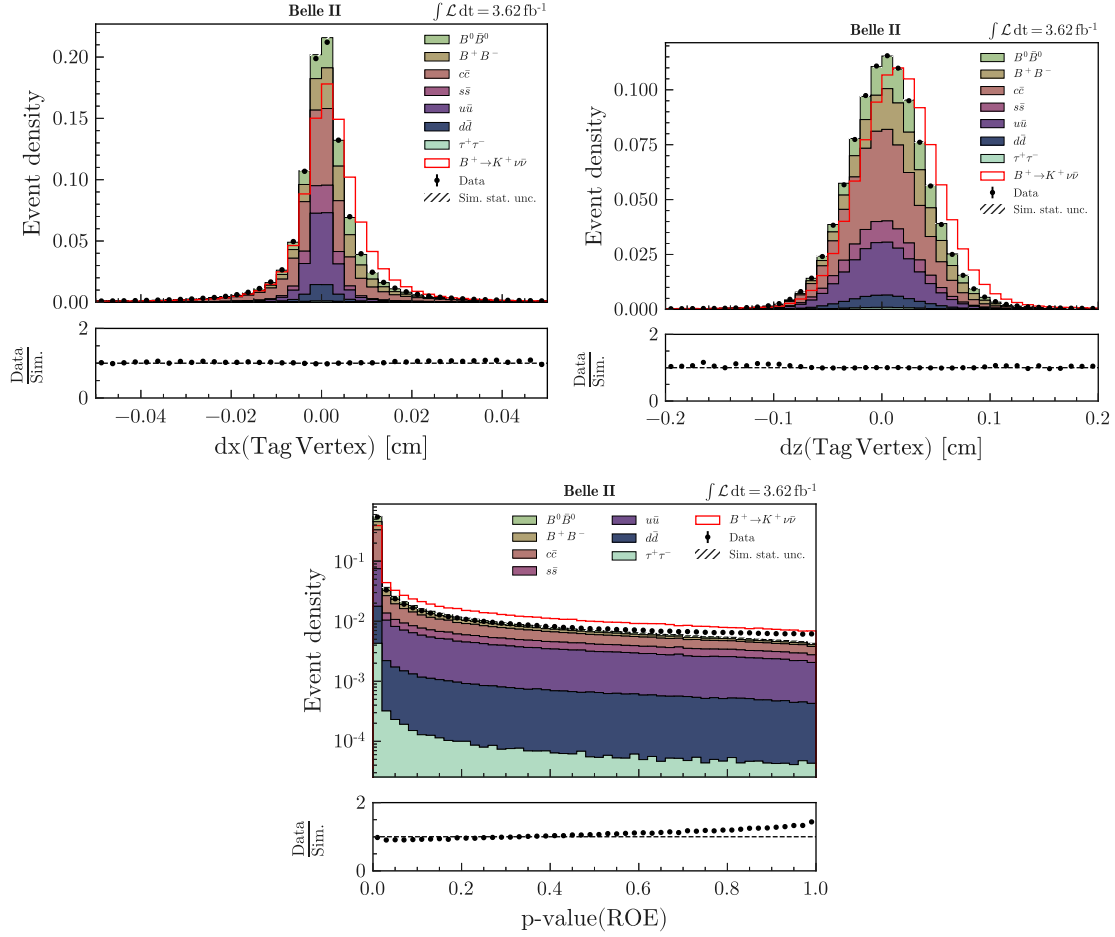 Belle II
∫ ℒ dt = 3.62 fb⁻¹
Event density
0.20
0.15
0.10
0.05
0.00
B⁰B̄⁰
B⁺B⁻
cc̄
ss̄
uū
dd̄
τ⁺τ⁻
B⁺→K⁺νν̄
Data
Sim. stat. unc.
Data
Sim.
2
1
0
−0.04 −0.02 0.00 0.02 0.04
dx(Tag Vertex) [cm]
Belle II
∫ ℒ dt = 3.62 fb⁻¹
Event density
0.100
0.075
0.050
0.025
0.000
B⁰B̄⁰
B⁺B⁻
cc̄
ss̄
uū
dd̄
τ⁺τ⁻
B⁺→K⁺νν̄
Data
Sim. stat. unc.
Data
Sim.
2
1
0
−0.2 −0.1 0.0 0.1 0.2
dz(Tag Vertex) [cm]
Belle II
∫ ℒ dt = 3.62 fb⁻¹
Event density
10⁻¹
10⁻²
10⁻³
10⁻⁴
B⁰B̄⁰
B⁺B⁻
cc̄
ss̄
uū
dd̄
τ⁺τ⁻
B⁺→K⁺νν̄
Data
Sim. stat. unc.
Data
Sim.
2
1
0
0.0 0.2 0.4 0.6 0.8 1.0
p-value(ROE)